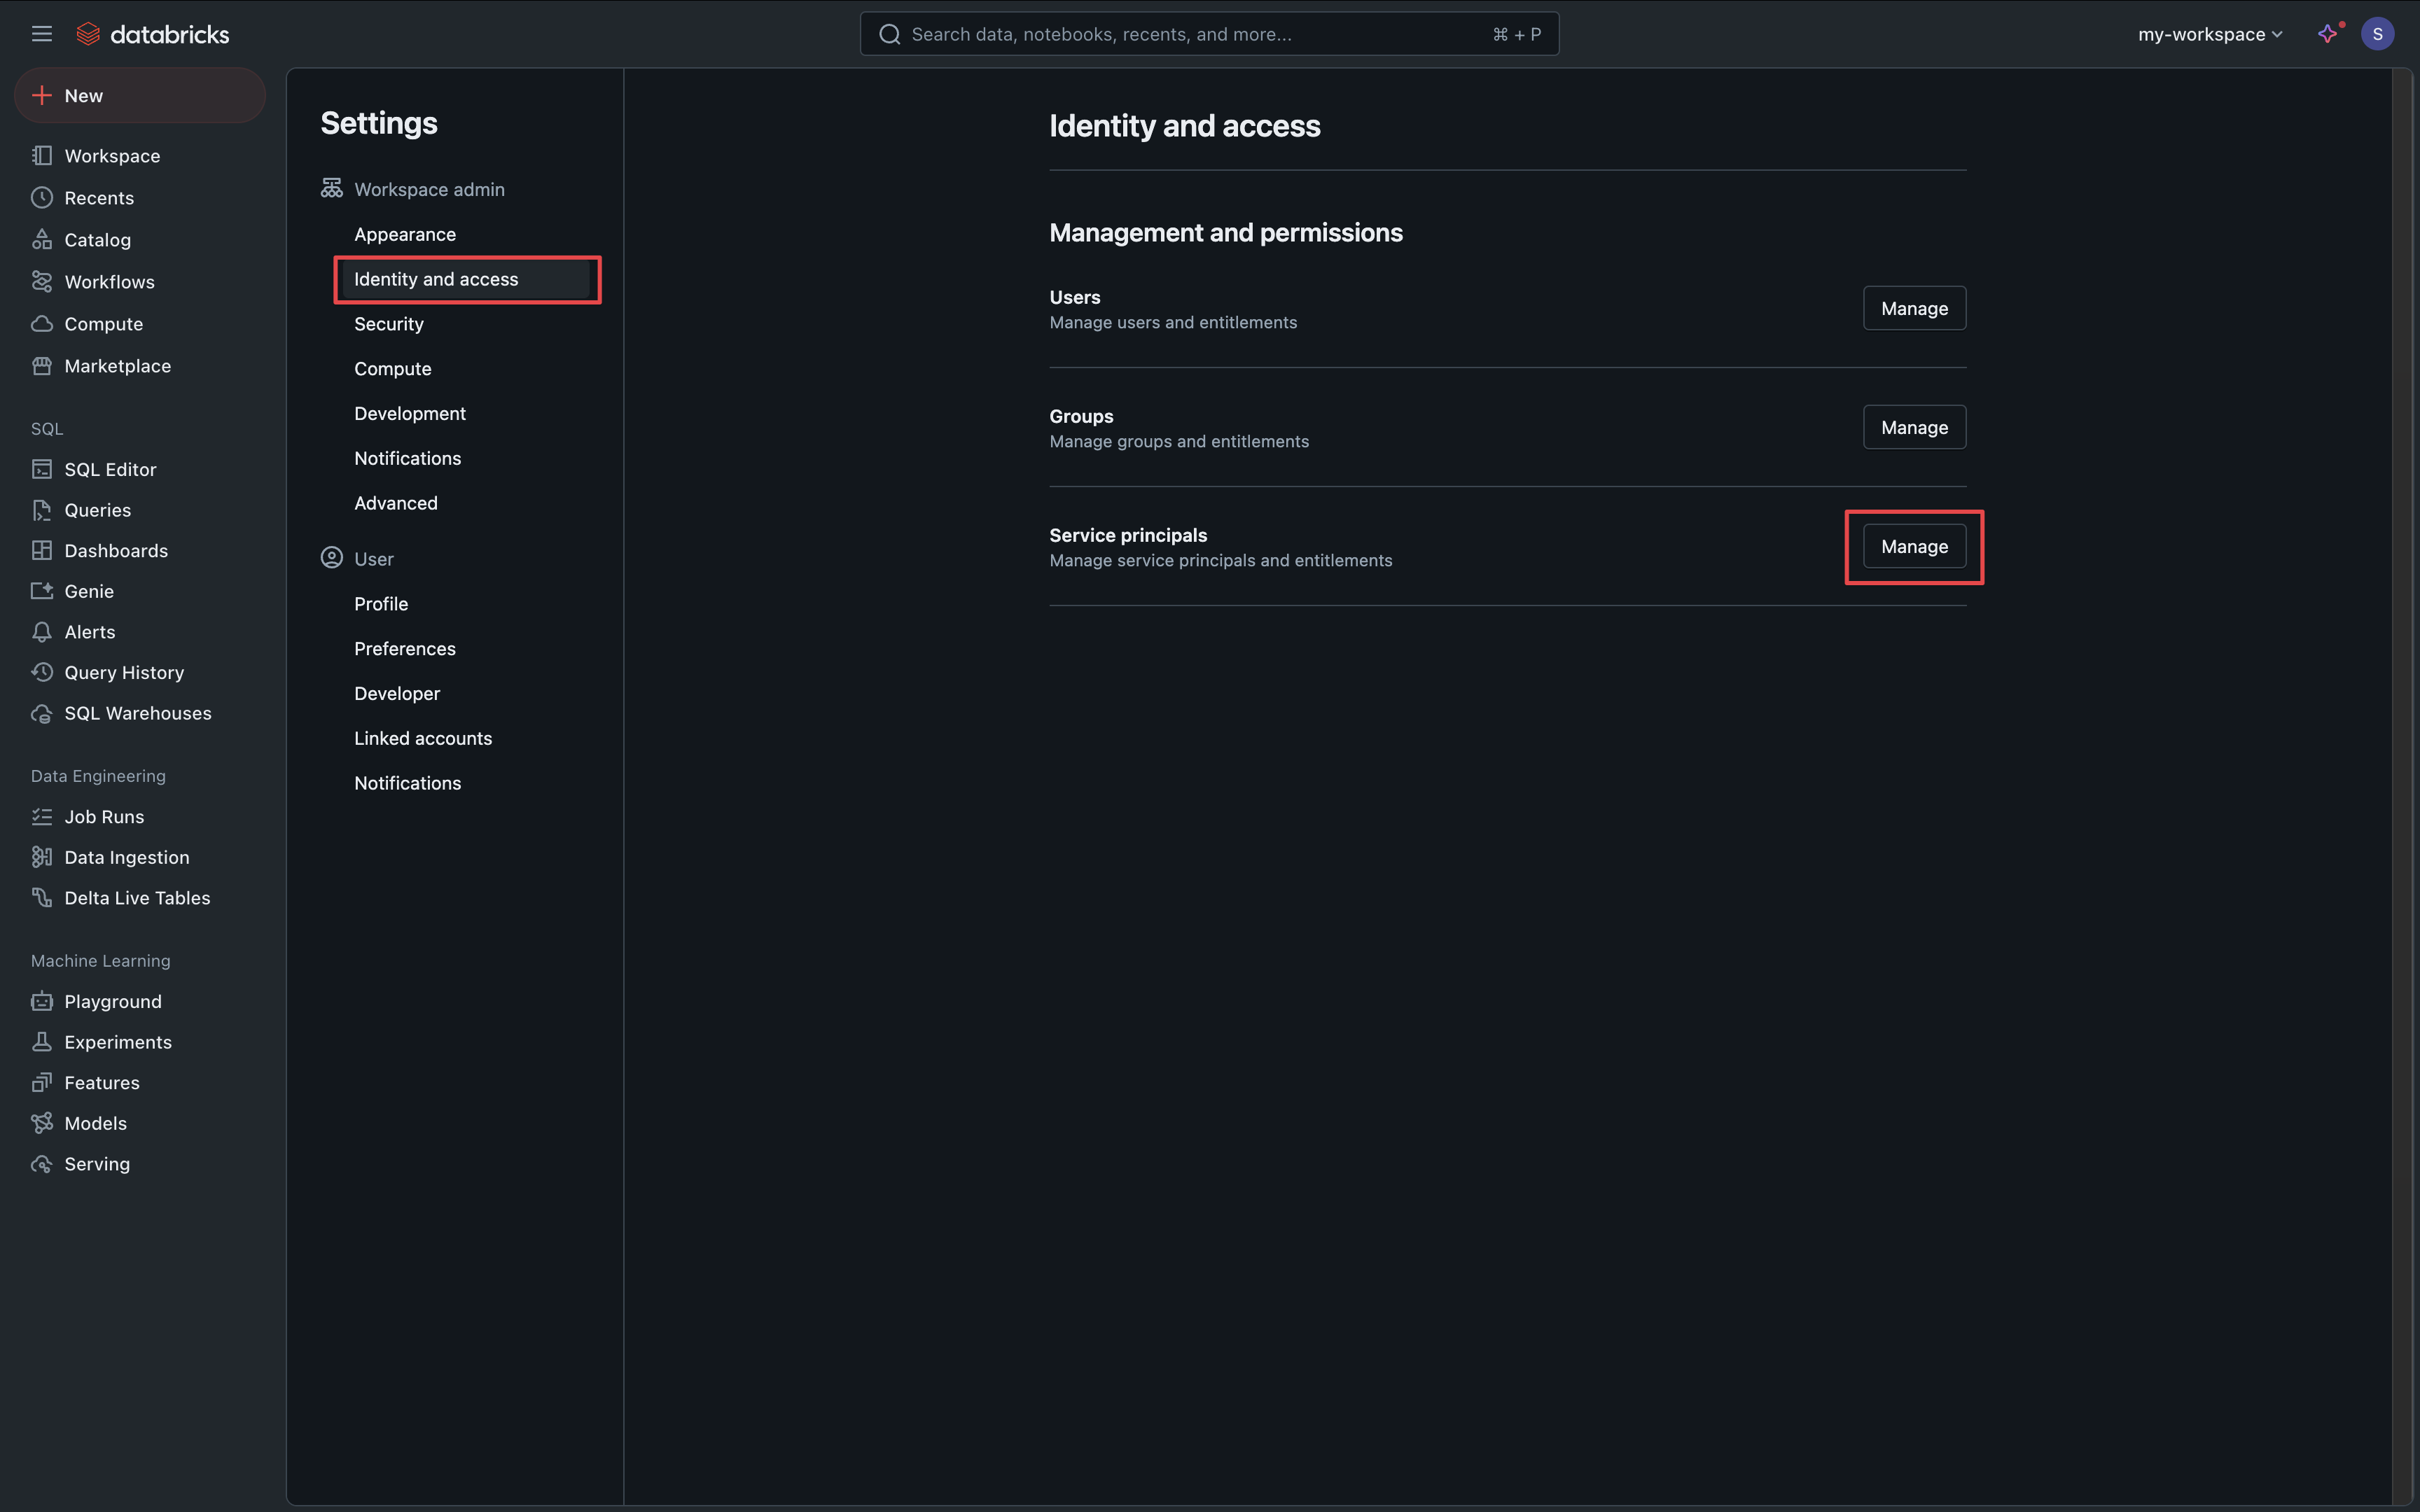 databricks
Search data, notebooks, recents, and more...
⌘ + P
my-workspace
S
New
Workspace
Recents
Catalog
Workflows
Compute
Marketplace
SQL
SQL Editor
Queries
Dashboards
Genie
Alerts
Query History
SQL Warehouses
Data Engineering
Job Runs
Data Ingestion
Delta Live Tables
Machine Learning
Playground
Experiments
Features
Models
Serving
Settings
Workspace admin
Appearance
Identity and access
Security
Compute
Development
Notifications
Advanced
User
Profile
Preferences
Developer
Linked accounts
Notifications
Identity and access
Management and permissions
Users
Manage users and entitlements
Manage
Groups
Manage groups and entitlements
Manage
Service principals
Manage service principals and entitlements
Manage